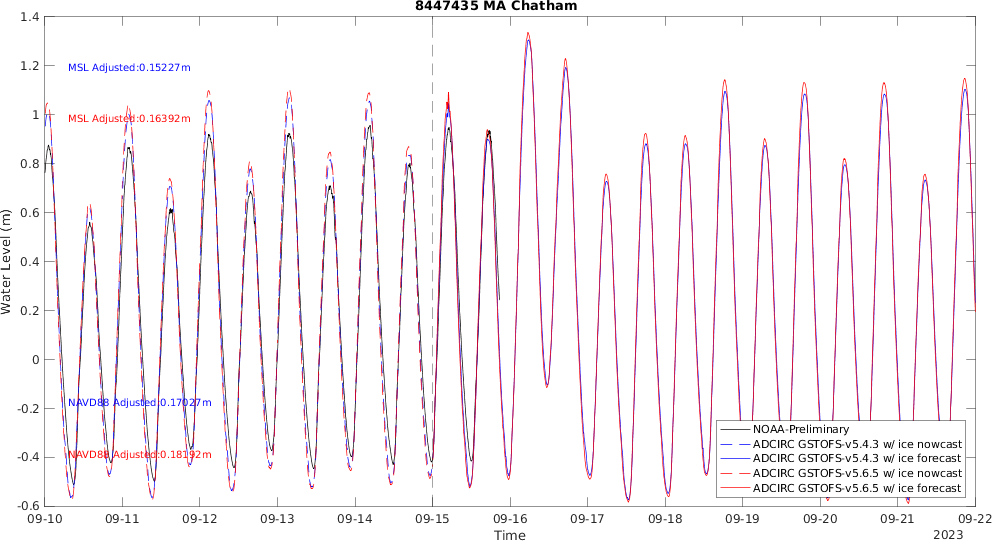 8447435 MA Chatham
Water Level (m)
1.4
1.2
1
0.8
0.6
0.4
0.2
0
-0.2
-0.4
-0.6
MSL Adjusted:0.15227m
MSL Adjusted:0.16392m
NAVD88 Adjusted:0.17027m
NAVD88 Adjusted:0.18192m
NOAA-Preliminary
ADCIRC GSTOFS-v5.4.3 w/ ice nowcast
ADCIRC GSTOFS-v5.4.3 w/ ice forecast
ADCIRC GSTOFS-v5.6.5 w/ ice nowcast
ADCIRC GSTOFS-v5.6.5 w/ ice forecast
09-10 09-11 09-12 09-13 09-14 09-15 09-16 09-17 09-18 09-19 09-20 09-21 09-22
Time
2023